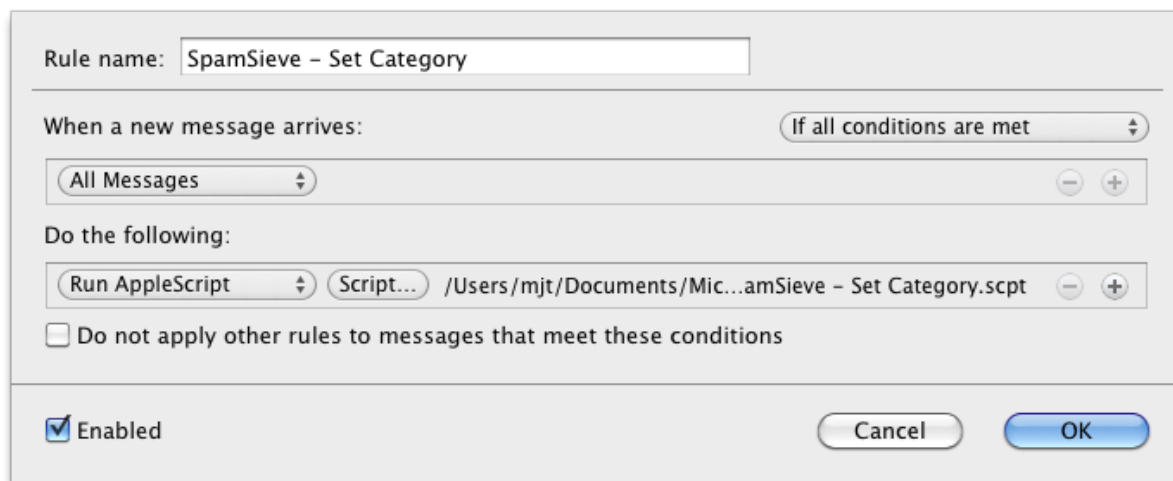 Rule name: SpamSieve – Set Category
When a new message arrives: If all conditions are met
All Messages
Do the following:
Run AppleScript Script... /Users/mjt/Documents/Mic...amSieve – Set Category.scpt
Do not apply other rules to messages that meet these conditions
Enabled Cancel OK